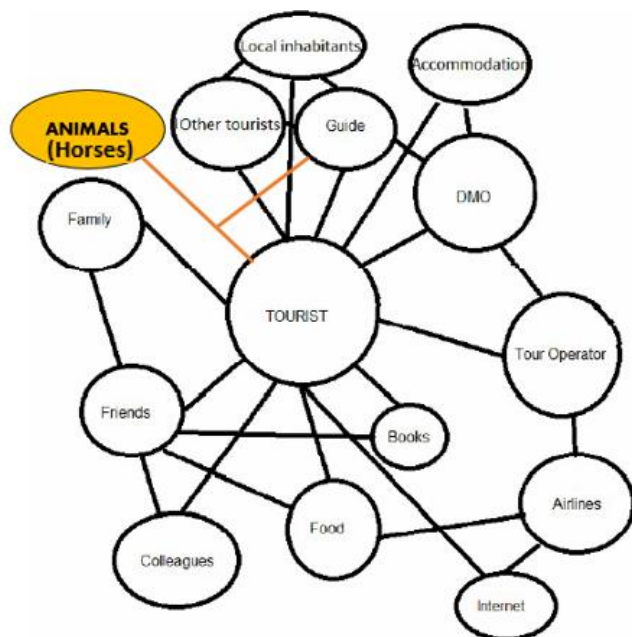 Local inhabitants
Accommodation
ANIMALS
(Horses)
Other tourists
Guide
Family
DMO
TOURIST
Tour Operator
Friends
Books
Airlines
Food
Colleagues
Internet